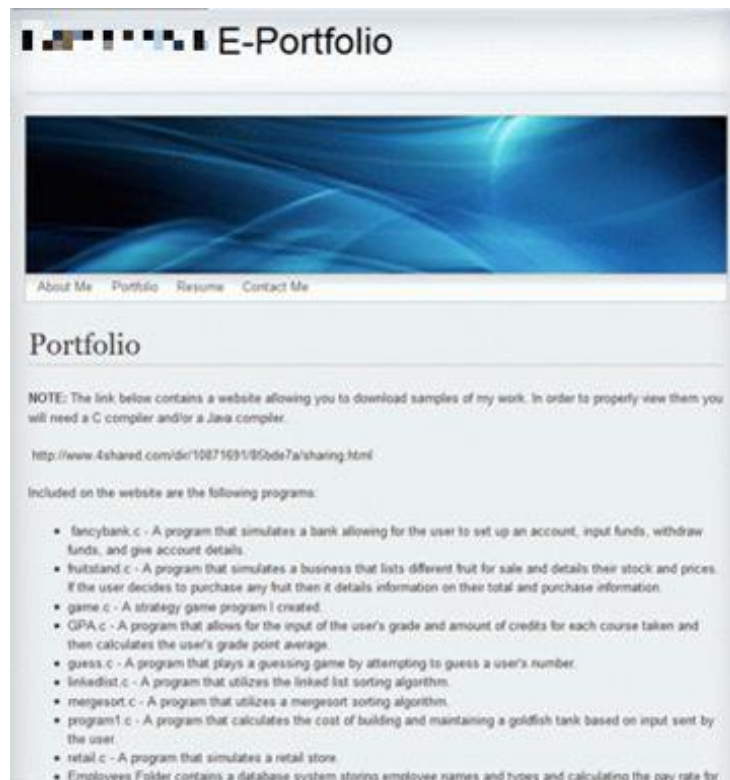 E-Portfolio
About Me Portfolio Resume Contact Me
Portfolio
NOTE: The link below contains a website allowing you to download samples of my work. In order to properly view them you
will need a C compiler and/or a Java compiler.
http://www.4shared.com/dir/10871691/85bde7a/sharing.html
Included on the website are the following programs:
• fancybank.c - A program that simulates a bank allowing for the user to set up an account, input funds, withdraw
funds, and give account details.
• fruitstand.c - A program that simulates a business that lists different fruit for sale and details their stock and prices.
If the user decides to purchase any fruit then it details information on their total and purchase information.
• game.c - A strategy game program I created.
• GPA.c - A program that allows for the input of the user's grade and amount of credits for each course taken and
then calculates the user's grade point average.
• guess.c - A program that plays a guessing game by attempting to guess a user's number.
• linkedlist.c - A program that utilizes the linked list sorting algorithm.
• mergesort.c - A program that utilizes a mergesort sorting algorithm.
• program1.c - A program that calculates the cost of building and maintaining a goldfish tank based on input sent by
the user.
• retail.c - A program that simulates a retail store.
• Employees Folder contains a database system storing employee names and types and calculating the pay rate for